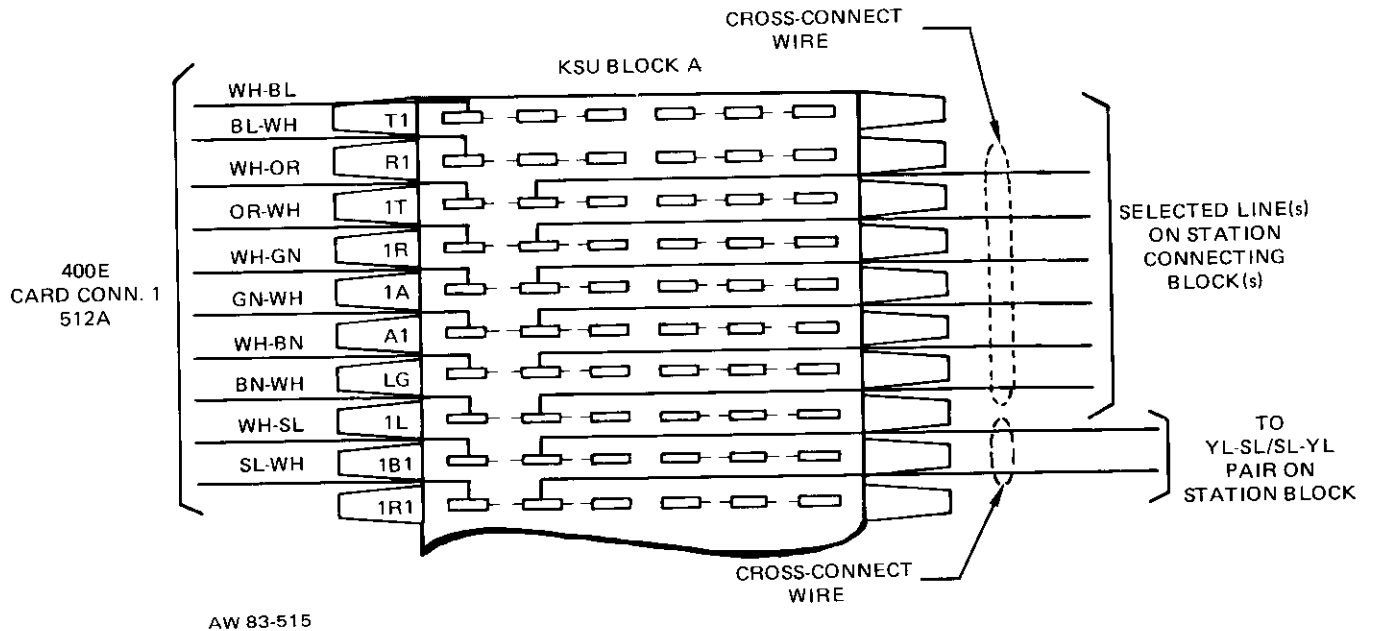 CROSS-CONNECT
WIRE
KSU BLOCK A
WH-BL
BL-WH
T1
WH-OR
R1
OR-WH
1T
WH-GN
1R
GN-WH
1A
WH-BN
A1
BN-WH
LG
WH-SL
1L
SL-WH
1B1
1R1
400E
CARD CONN. 1
512A
SELECTED LINE(s)
ON STATION
CONNECTING
BLOCK(s)
TO
YL-SL/SL-YL
PAIR ON
STATION BLOCK
CROSS-CONNECT
WIRE
AW 83-515